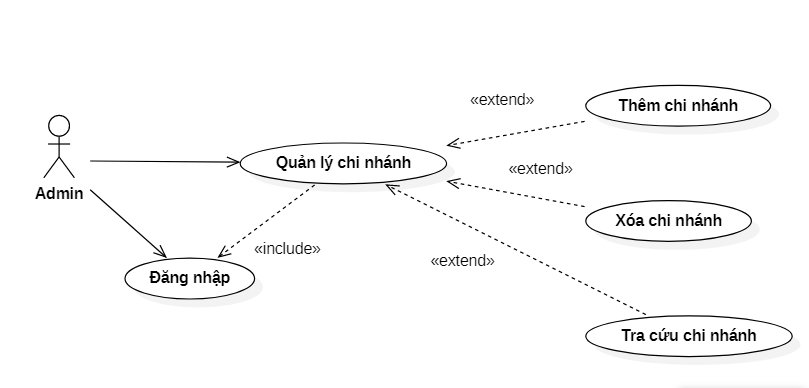 «extend»
Thêm chi nhánh
Quản lý chi nhánh
«extend»
Admin
Xóa chi nhánh
«include»
«extend»
Đăng nhập
Tra cứu chi nhánh